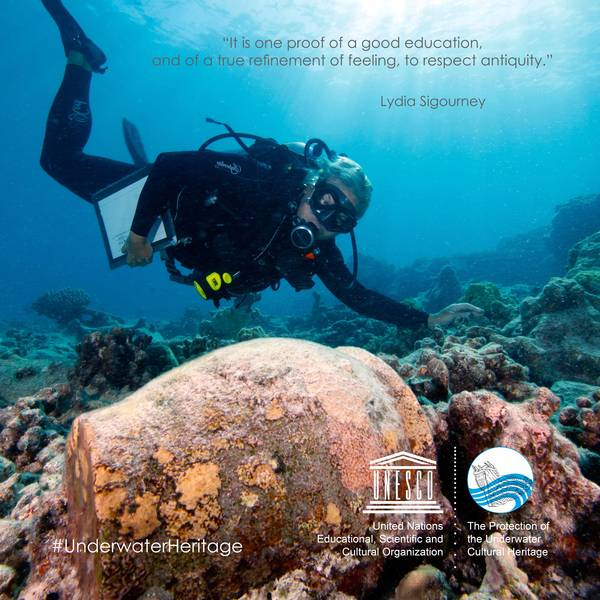 “It is one proof of a good education,
and of a true refinement of feeling, to respect antiquity.”
Lydia Sigourney
#UnderwaterHeritage
UNESCO
United Nations
Educational, Scientific and
Cultural Organization
The Protection of
the Underwater
Cultural Heritage